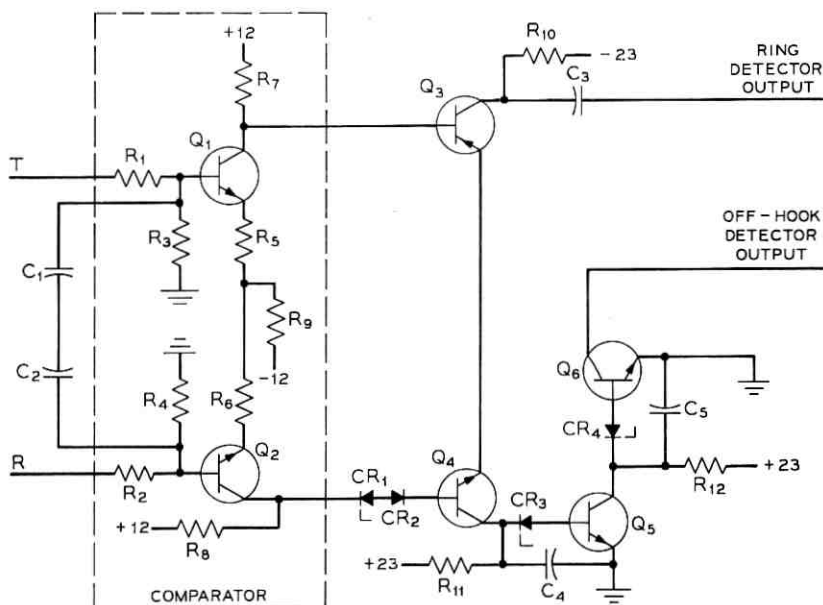 +12
R10
-23
RING
DETECTOR
OUTPUT
C3
R7
Q3
Q1
T
R1
OFF-HOOK
DETECTOR
OUTPUT
R3
R5
C1
R9
C2
R4
-12
R6
Q6
C5
CR4
Q2
Q4
R
R2
CR1
CR2
CR3
+23
R12
Q5
+12
R8
+23
R11
C4
COMPARATOR